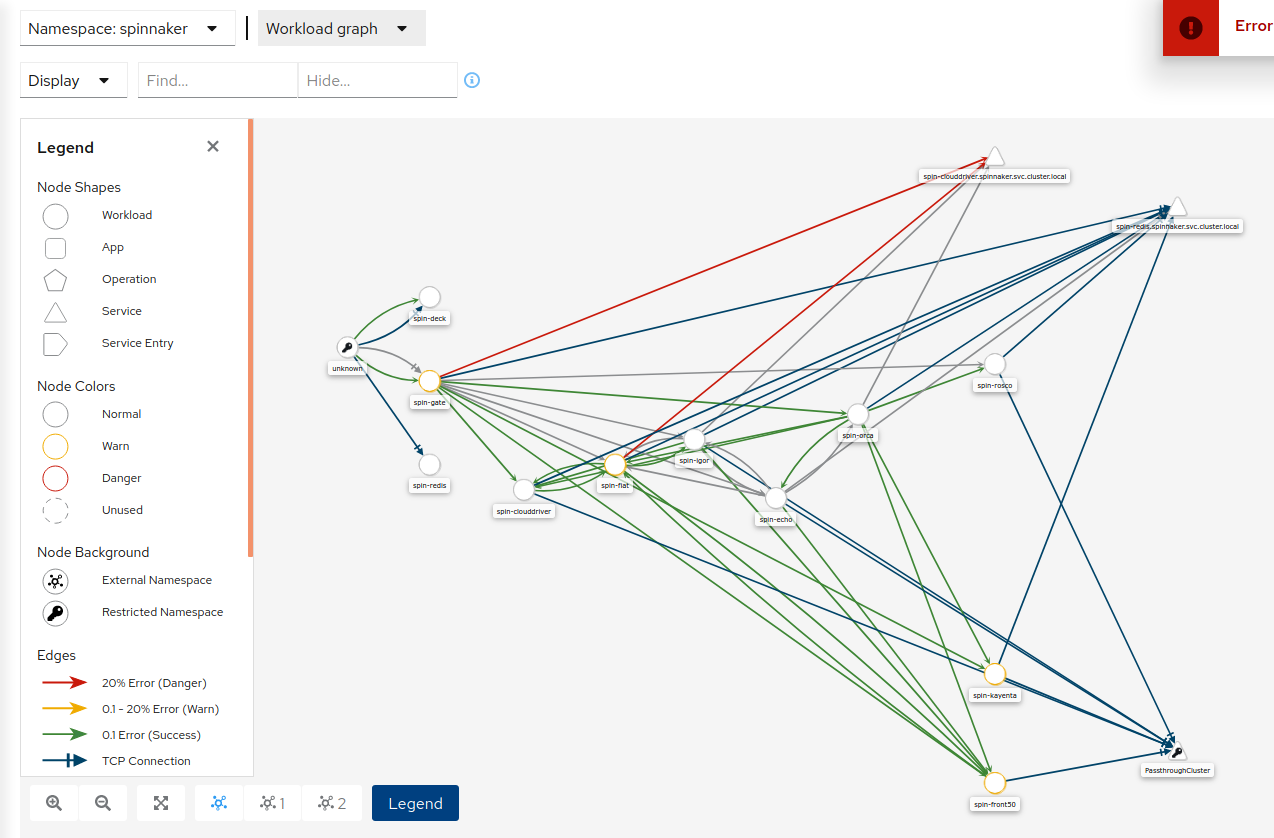 Namespace: spinnaker
Workload graph
Error
Display
Find...
Hide...
Legend
Node Shapes
Workload
App
Operation
Service
Service Entry
Node Colors
Normal
Warn
Danger
Unused
Node Background
External Namespace
Restricted Namespace
Edges
20% Error (Danger)
0.1 - 20% Error (Warn)
0.1 Error (Success)
TCP Connection
1
2
Legend
spin-clouddriver.spinnaker.svc.cluster.local
spin-redis.spinnaker.svc.cluster.local
spin-deck
unknown
spin-gate
spin-rosco
spin-orca
spin-igor
spin-redis
spin-fiat
spin-clouddriver
spin-echo
spin-kayenta
PassthroughCluster
spin-front50